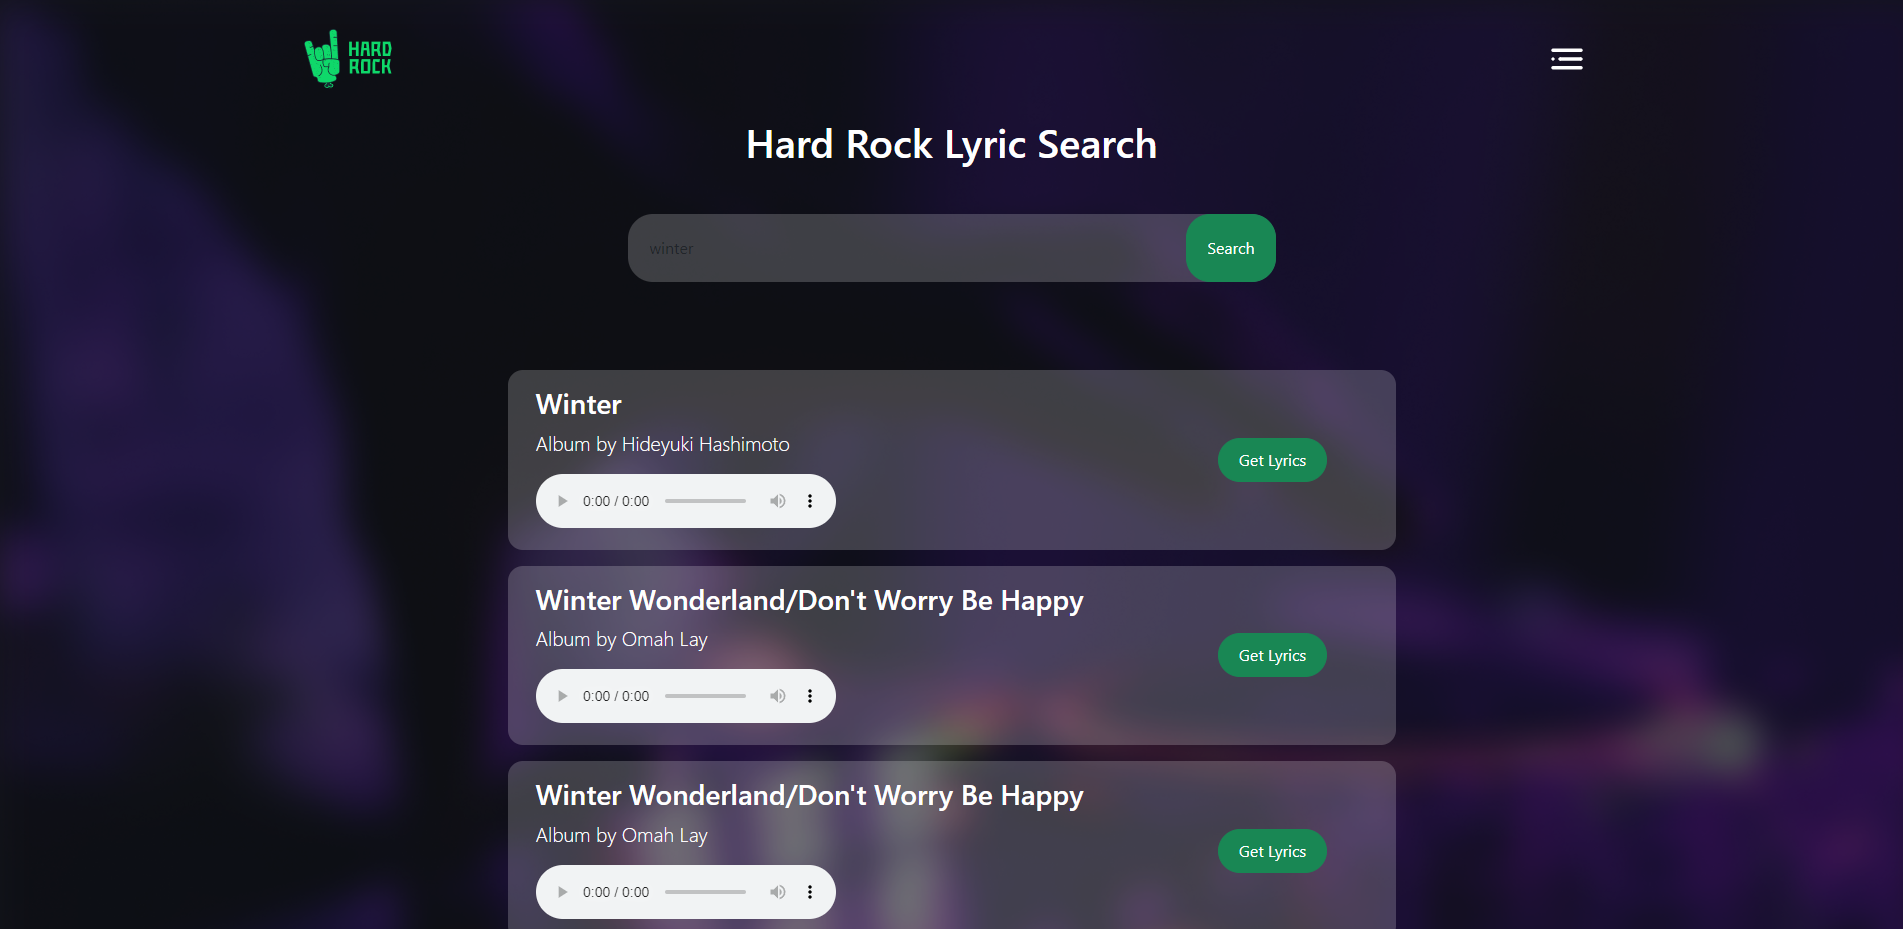 HARD
ROCK
Hard Rock Lyric Search
winter
Search
Winter
Album by Hideyuki Hashimoto
0:00 / 0:00
Get Lyrics
Winter Wonderland/Don't Worry Be Happy
Album by Omah Lay
0:00 / 0:00
Get Lyrics
Winter Wonderland/Don't Worry Be Happy
Album by Omah Lay
0:00 / 0:00
Get Lyrics